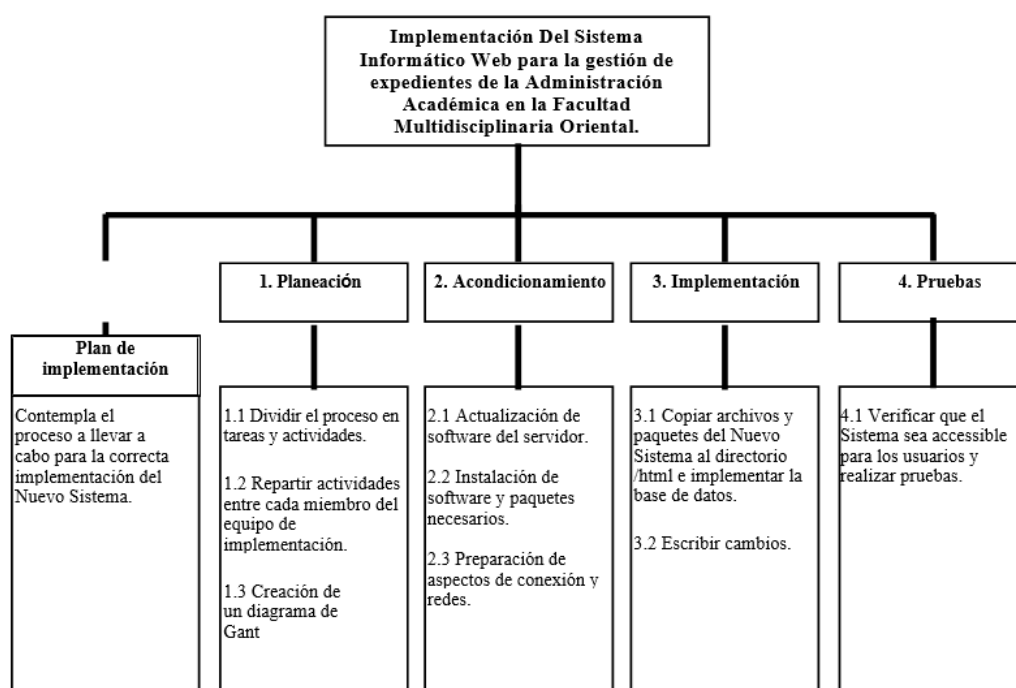 Implementación Del Sistema
Informático Web para la gestión de
expedientes de la Administración
Académica en la Facultad
Multidisciplinaria Oriental.
1. Planeación
2. Acondicionamiento
3. Implementación
4. Pruebas
Plan de
implementación
Contempla el
proceso a llevar a
cabo para la correcta
implementación del
Nuevo Sistema.
1.1 Dividir el proceso en
tareas y actividades.
1.2 Repartir actividades
entre cada miembro del
equipo de
implementación.
1.3 Creación de
un diagrama de
Gant
2.1 Actualización de
software del servidor.
2.2 Instalación de
software y paquetes
necesarios.
2.3 Preparación de
aspectos de conexión y
redes.
3.1 Copiar archivos y
paquetes del Nuevo
Sistema al directorio
/html e implementar la
base de datos.
3.2 Escribir cambios.
4.1 Verificar que el
Sistema sea accessible
para los usuarios y
realizar pruebas.